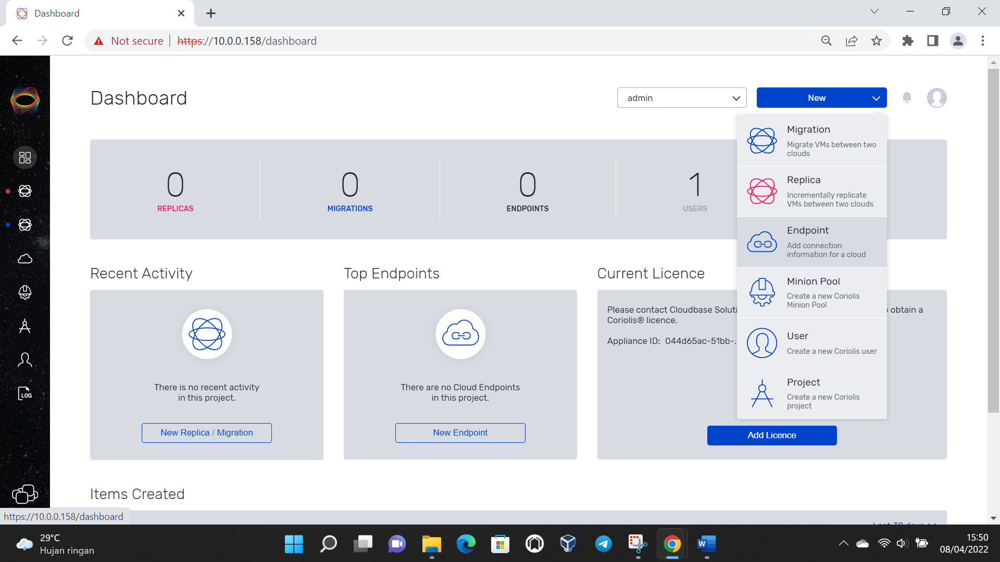 Dashboard
Not secure
https://10.0.0.158/dashboard
Dashboard
admin
New
Migration
Migrate VMs between two
clouds
Replica
Incrementally replicate
VMs between two clouds
Endpoint
Add connection
information for a cloud
Minion Pool
Create a new Coriolis
Minion Pool
User
Create a new Coriolis user
Project
Create a new Coriolis
project
0
REPLICAS
0
MIGRATIONS
0
ENDPOINTS
1
USERS
Recent Activity
There is no recent activity
in this project.
New Replica / Migration
Top Endpoints
There are no Cloud Endpoints
in this project.
New Endpoint
Current Licence
Please contact Cloudbase Soluti
obtain a
Coriolis® licence.
Appliance ID: 044d65ac-51bb-.
Add Licence
Items Created
Last 30 days
LOG
https://10.0.0.158/dashboard
29°C
Hujan ringan
W
15:50
08/04/2022